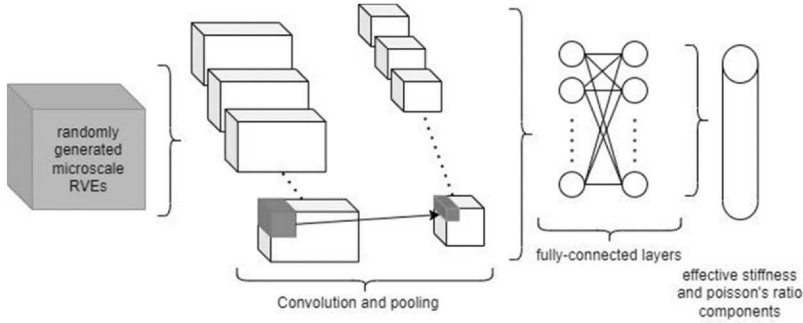 randomly
generated
microscale
RVEs
Convolution and pooling
fully-connected layers
effective stiffness
and poisson's ratio
components